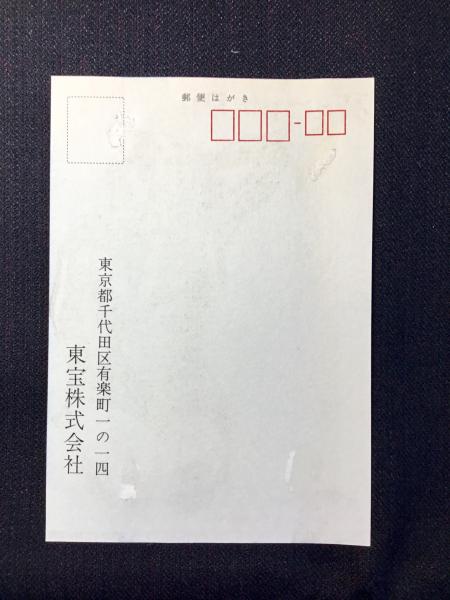 郵便はがき
東京都千代田区有楽町一の一四
東宝株式会社